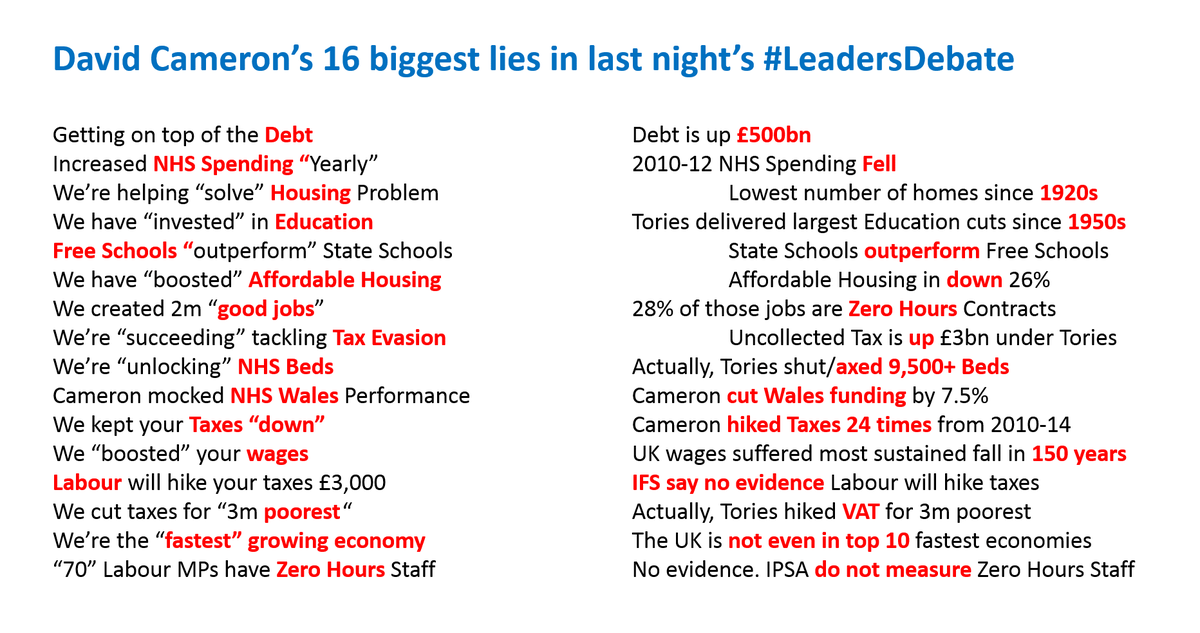 David Cameron’s 16 biggest lies in last night’s #LeadersDebate
Getting on top of the Debt
Increased NHS Spending “Yearly”
We’re helping “solve” Housing Problem
We have “invested” in Education
Free Schools “outperform” State Schools
We have “boosted” Affordable Housing
We created 2m “good jobs”
We’re “succeeding” tackling Tax Evasion
We’re “unlocking” NHS Beds
Cameron mocked NHS Wales Performance
We kept your Taxes “down”
We “boosted” your wages
Labour will hike your taxes £3,000
We cut taxes for “3m poorest“
We’re the “fastest” growing economy
“70” Labour MPs have Zero Hours Staff
Debt is up £500bn
2010-12 NHS Spending Fell
Lowest number of homes since 1920s
Tories delivered largest Education cuts since 1950s
State Schools outperform Free Schools
Affordable Housing in down 26%
28% of those jobs are Zero Hours Contracts
Uncollected Tax is up £3bn under Tories
Actually, Tories shut/axed 9,500+ Beds
Cameron cut Wales funding by 7.5%
Cameron hiked Taxes 24 times from 2010-14
UK wages suffered most sustained fall in 150 years
IFS say no evidence Labour will hike taxes
Actually, Tories hiked VAT for 3m poorest
The UK is not even in top 10 fastest economies
No evidence. IPSA do not measure Zero Hours Staff